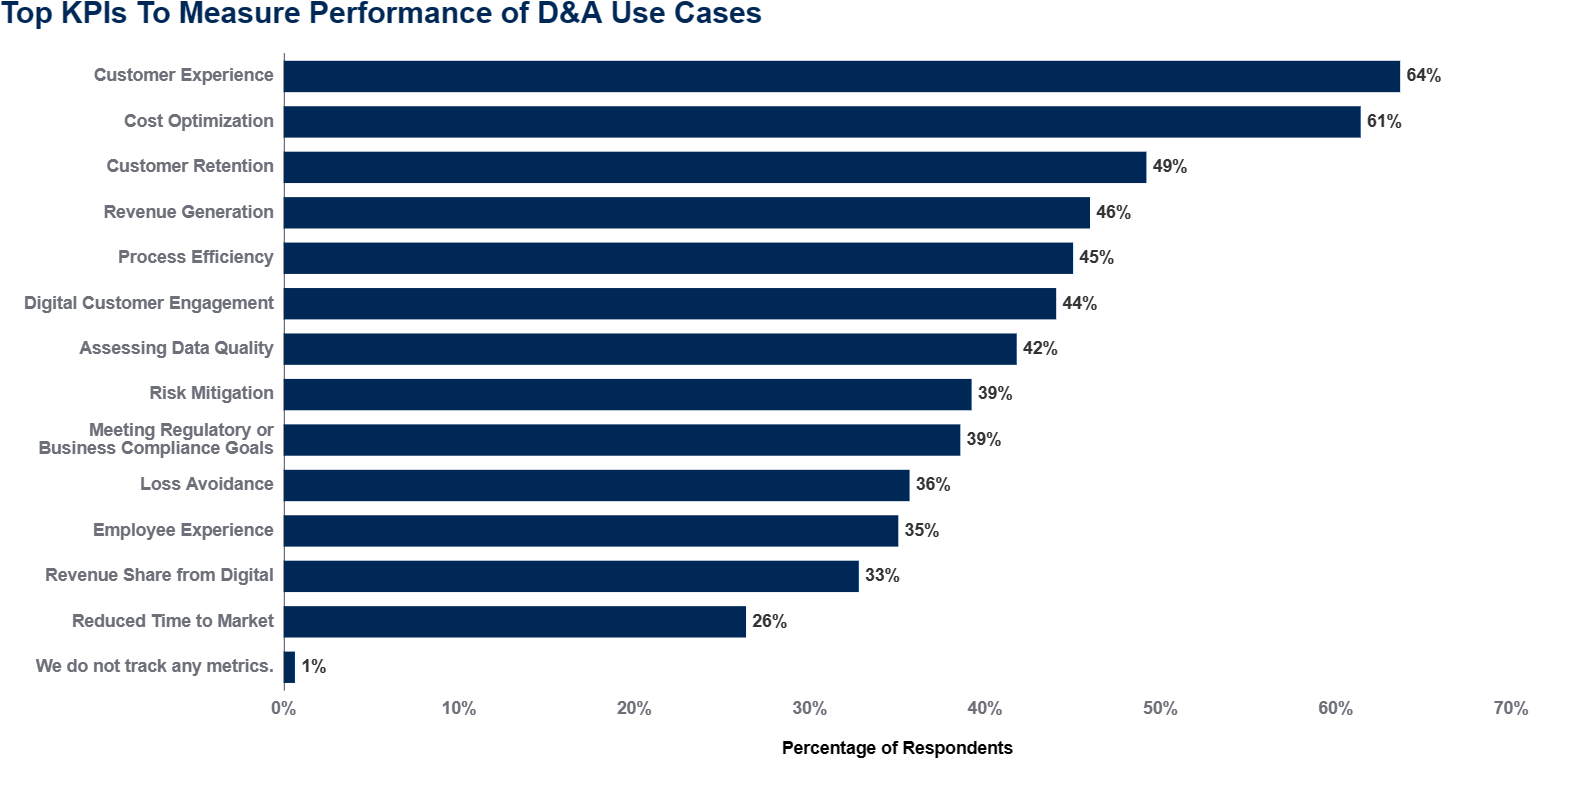 Top KPIs To Measure Performance of D&A Use Cases
Customer Experience 64%
Cost Optimization 61%
Customer Retention 49%
Revenue Generation 46%
Process Efficiency 45%
Digital Customer Engagement 44%
Assessing Data Quality 42%
Risk Mitigation 39%
Meeting Regulatory or
Business Compliance Goals 39%
Loss Avoidance 36%
Employee Experience 35%
Revenue Share from Digital 33%
Reduced Time to Market 26%
We do not track any metrics. 1%
0% 10% 20% 30% 40% 50% 60% 70%
Percentage of Respondents